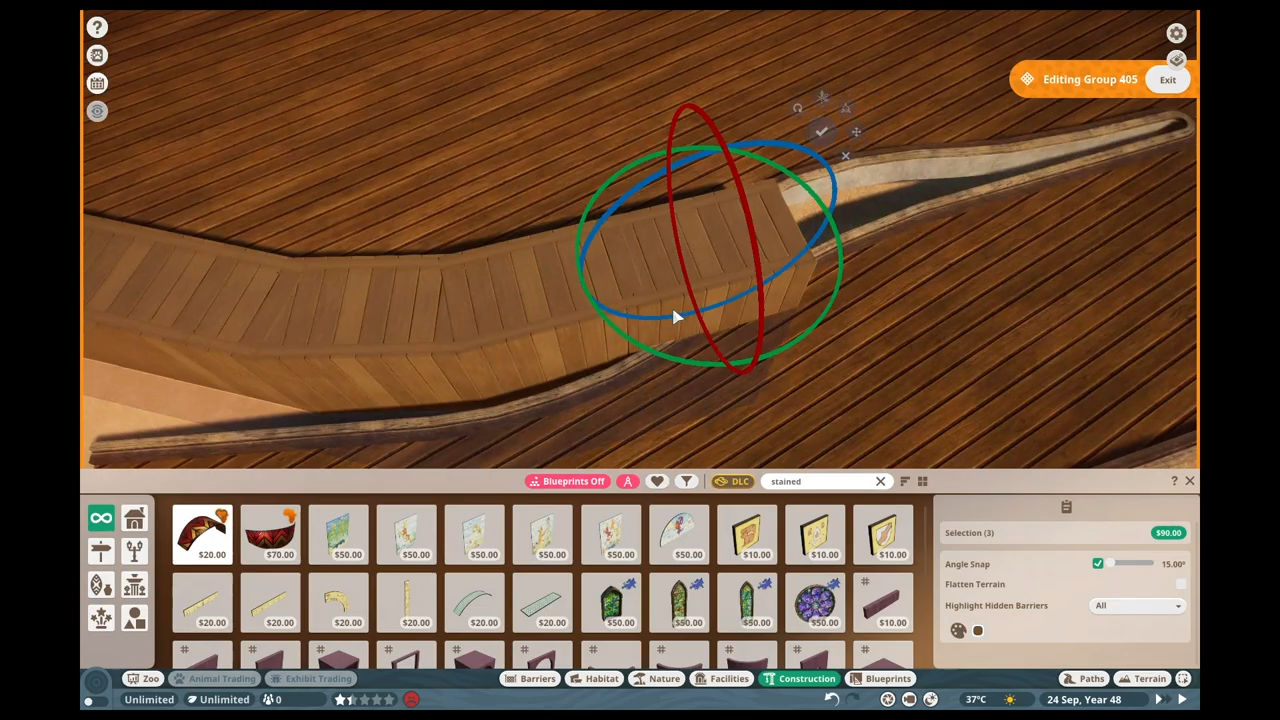 ?
Editing Group 405 Exit
Blueprints Off DLC stained ?
$20.00 $70.00 $50.00 $50.00 $50.00 $50.00 $50.00 $50.00 $10.00 $10.00 $10.00
$20.00 $20.00 $20.00 $20.00 $20.00 $20.00 $50.00 $50.00 $50.00 $50.00 $10.00
Selection (3) $90.00
Angle Snap 15.00°
Flatten Terrain
Highlight Hidden Barriers All
Zoo Animal Trading Exhibit Trading Barriers Habitat Nature Facilities Construction Blueprints Paths Terrain
Unlimited Unlimited 0 37°C 24 Sep, Year 48